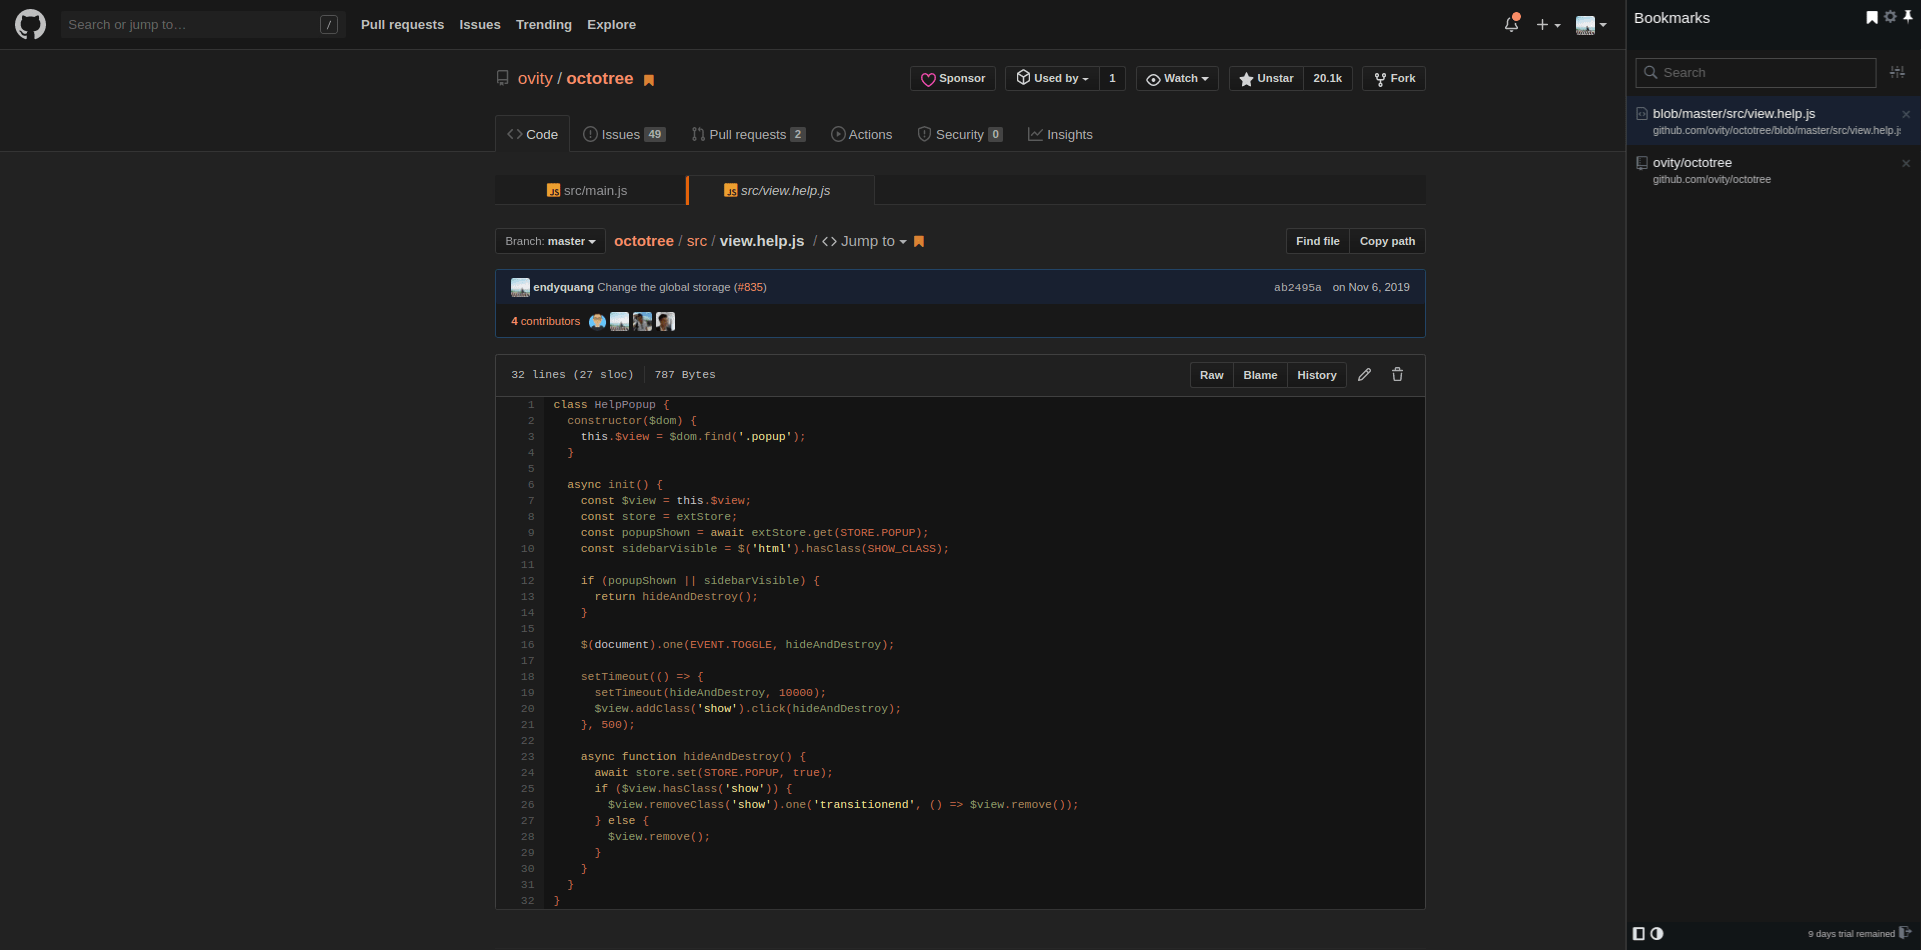 Search or jump to… / Pull requests Issues Trending Explore
Bookmarks
ovity / octotree Sponsor Used by 1 Watch Unstar 20.1k Fork
Search
Code Issues 49 Pull requests 2 Actions Security 0 Insights
blob/master/src/view.help.js
github.com/ovity/octotree/blob/master/src/view.help.js
ovity/octotree
github.com/ovity/octotree
JS src/main.js JS src/view.help.js
Branch: master octotree / src / view.help.js / <> Jump to Find file Copy path
endyquang Change the global storage (#835) ab2495a on Nov 6, 2019
4 contributors
32 lines (27 sloc) 787 Bytes Raw Blame History
1 class HelpPopup {
2 constructor($dom) {
3 this.$view = $dom.find('.popup');
4 }
5
6 async init() {
7 const $view = this.$view;
8 const store = extStore;
9 const popupShown = await extStore.get(STORE.POPUP);
10 const sidebarVisible = $('html').hasClass(SHOW_CLASS);
11
12 if (popupShown || sidebarVisible) {
13 return hideAndDestroy();
14 }
15
16 $(document).one(EVENT.TOGGLE, hideAndDestroy);
17
18 setTimeout(() => {
19 setTimeout(hideAndDestroy, 10000);
20 $view.addClass('show').click(hideAndDestroy);
21 }, 500);
22
23 async function hideAndDestroy() {
24 await store.set(STORE.POPUP, true);
25 if ($view.hasClass('show')) {
26 $view.removeClass('show').one('transitionend', () => $view.remove());
27 } else {
28 $view.remove();
29 }
30 }
31 }
32 }
9 days trial remained